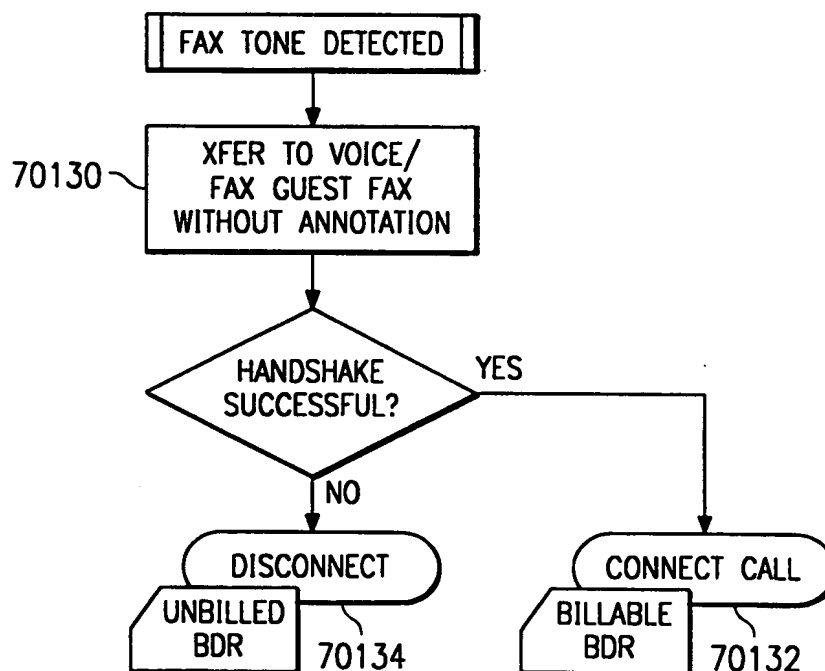 FAX TONE DETECTED
70130
XFER TO VOICE/
FAX GUEST FAX
WITHOUT ANNOTATION
HANDSHAKE
SUCCESSFUL?
YES
NO
DISCONNECT
UNBILLED
BDR
70134
CONNECT CALL
BILLABLE
BDR
70132